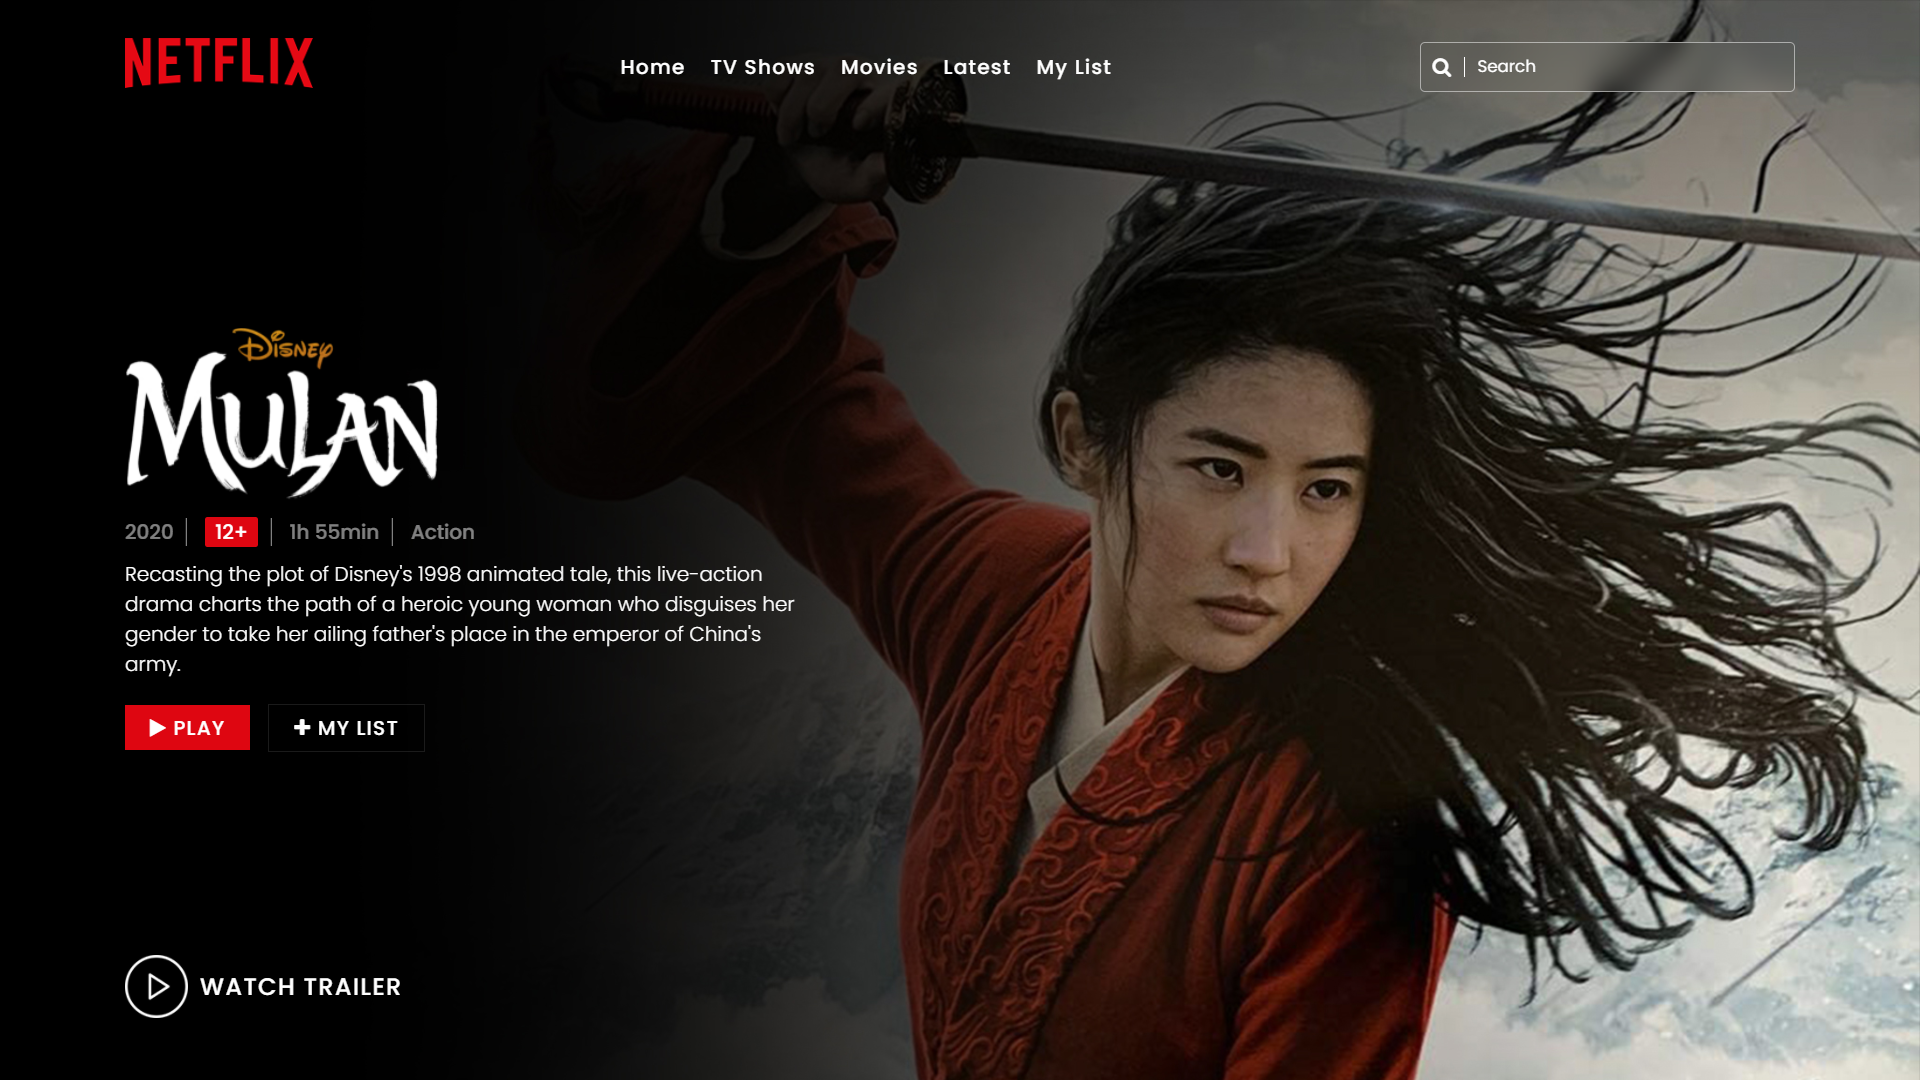 NETFLIX
Home TV Shows Movies Latest My List
Search
Disney
MULAN
2020 12+ 1h 55min Action
Recasting the plot of Disney's 1998 animated tale, this live-action
drama charts the path of a heroic young woman who disguises her
gender to take her ailing father's place in the emperor of China's
army.
PLAY MY LIST
WATCH TRAILER